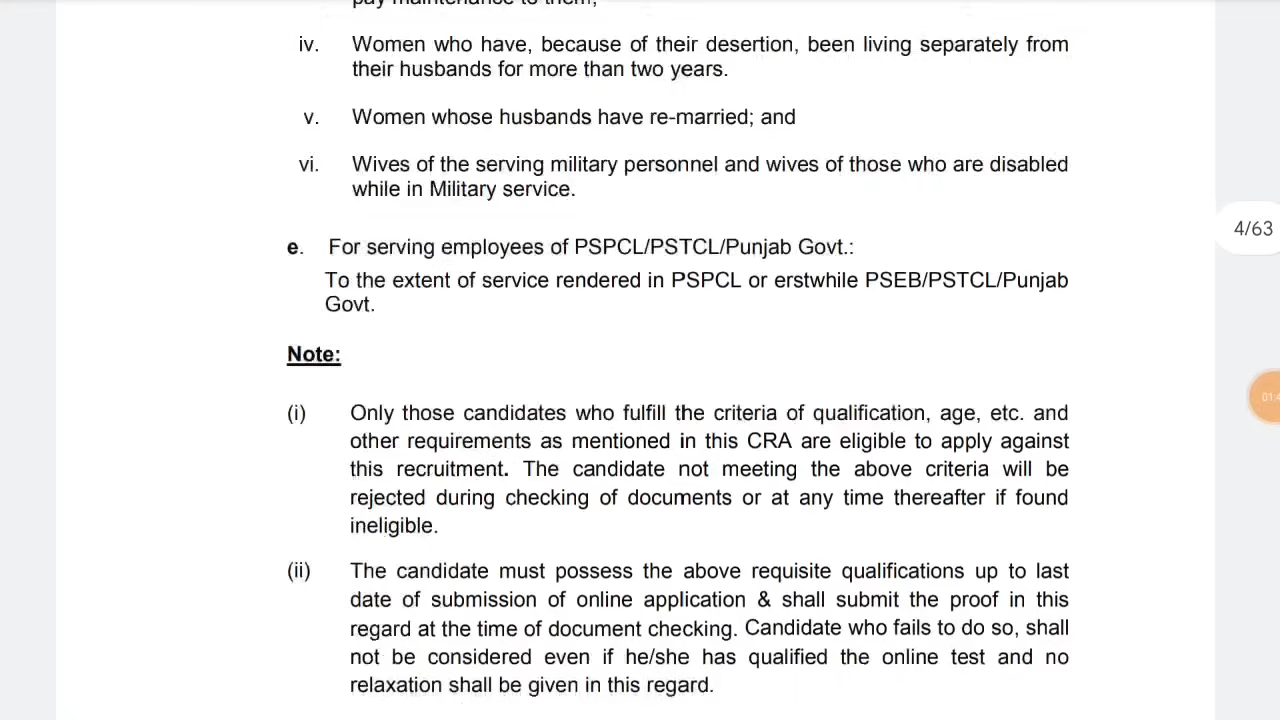 pay maintenance to them;
iv. Women who have, because of their desertion, been living separately from
their husbands for more than two years.
v. Women whose husbands have re-married; and
vi. Wives of the serving military personnel and wives of those who are disabled
while in Military service.
e. For serving employees of PSPCL/PSTCL/Punjab Govt.:
4/63
To the extent of service rendered in PSPCL or erstwhile PSEB/PSTCL/Punjab
Govt.
Note:
(i) Only those candidates who fulfill the criteria of qualification, age, etc. and
other requirements as mentioned in this CRA are eligible to apply against
this recruitment. The candidate not meeting the above criteria will be
rejected during checking of documents or at any time thereafter if found
ineligible.
(ii) The candidate must possess the above requisite qualifications up to last
date of submission of online application & shall submit the proof in this
regard at the time of document checking. Candidate who fails to do so, shall
not be considered even if he/she has qualified the online test and no
relaxation shall be given in this regard.